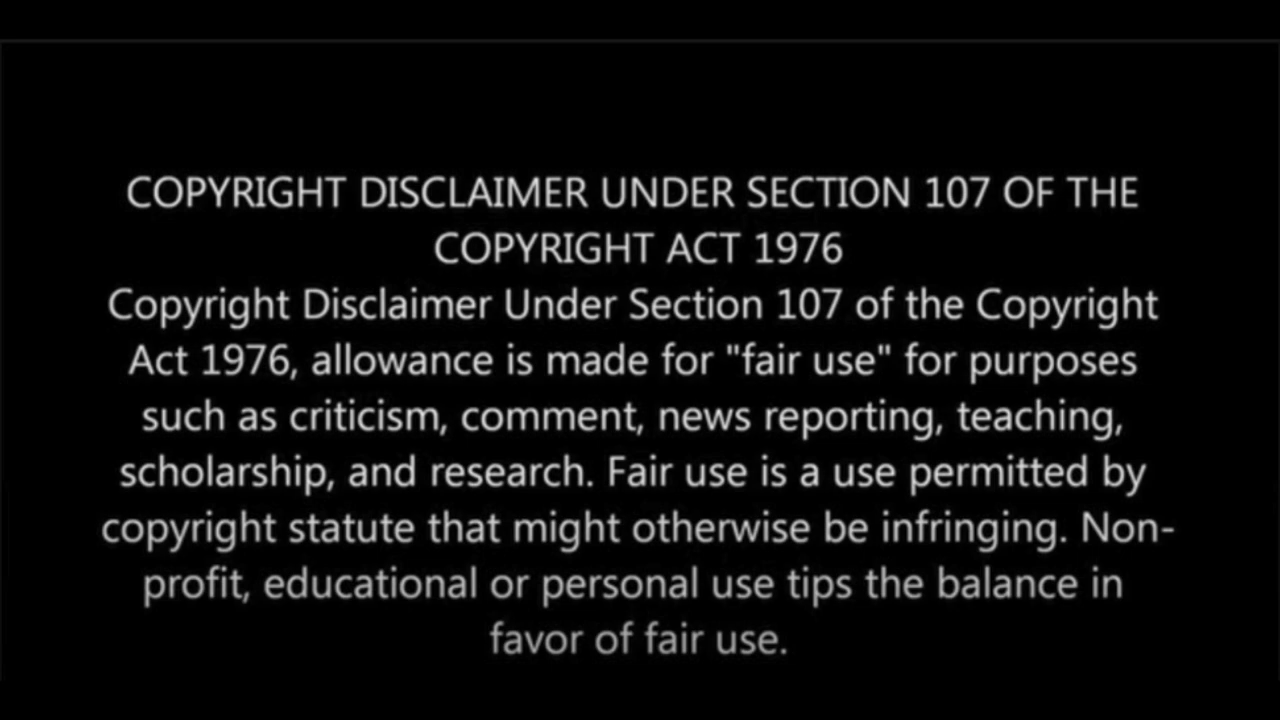 COPYRIGHT DISCLAIMER UNDER SECTION 107 OF THE
COPYRIGHT ACT 1976
Copyright Disclaimer Under Section 107 of the Copyright
Act 1976, allowance is made for "fair use" for purposes
such as criticism, comment, news reporting, teaching,
scholarship, and research. Fair use is a use permitted by
copyright statute that might otherwise be infringing. Non-
profit, educational or personal use tips the balance in
favor of fair use.